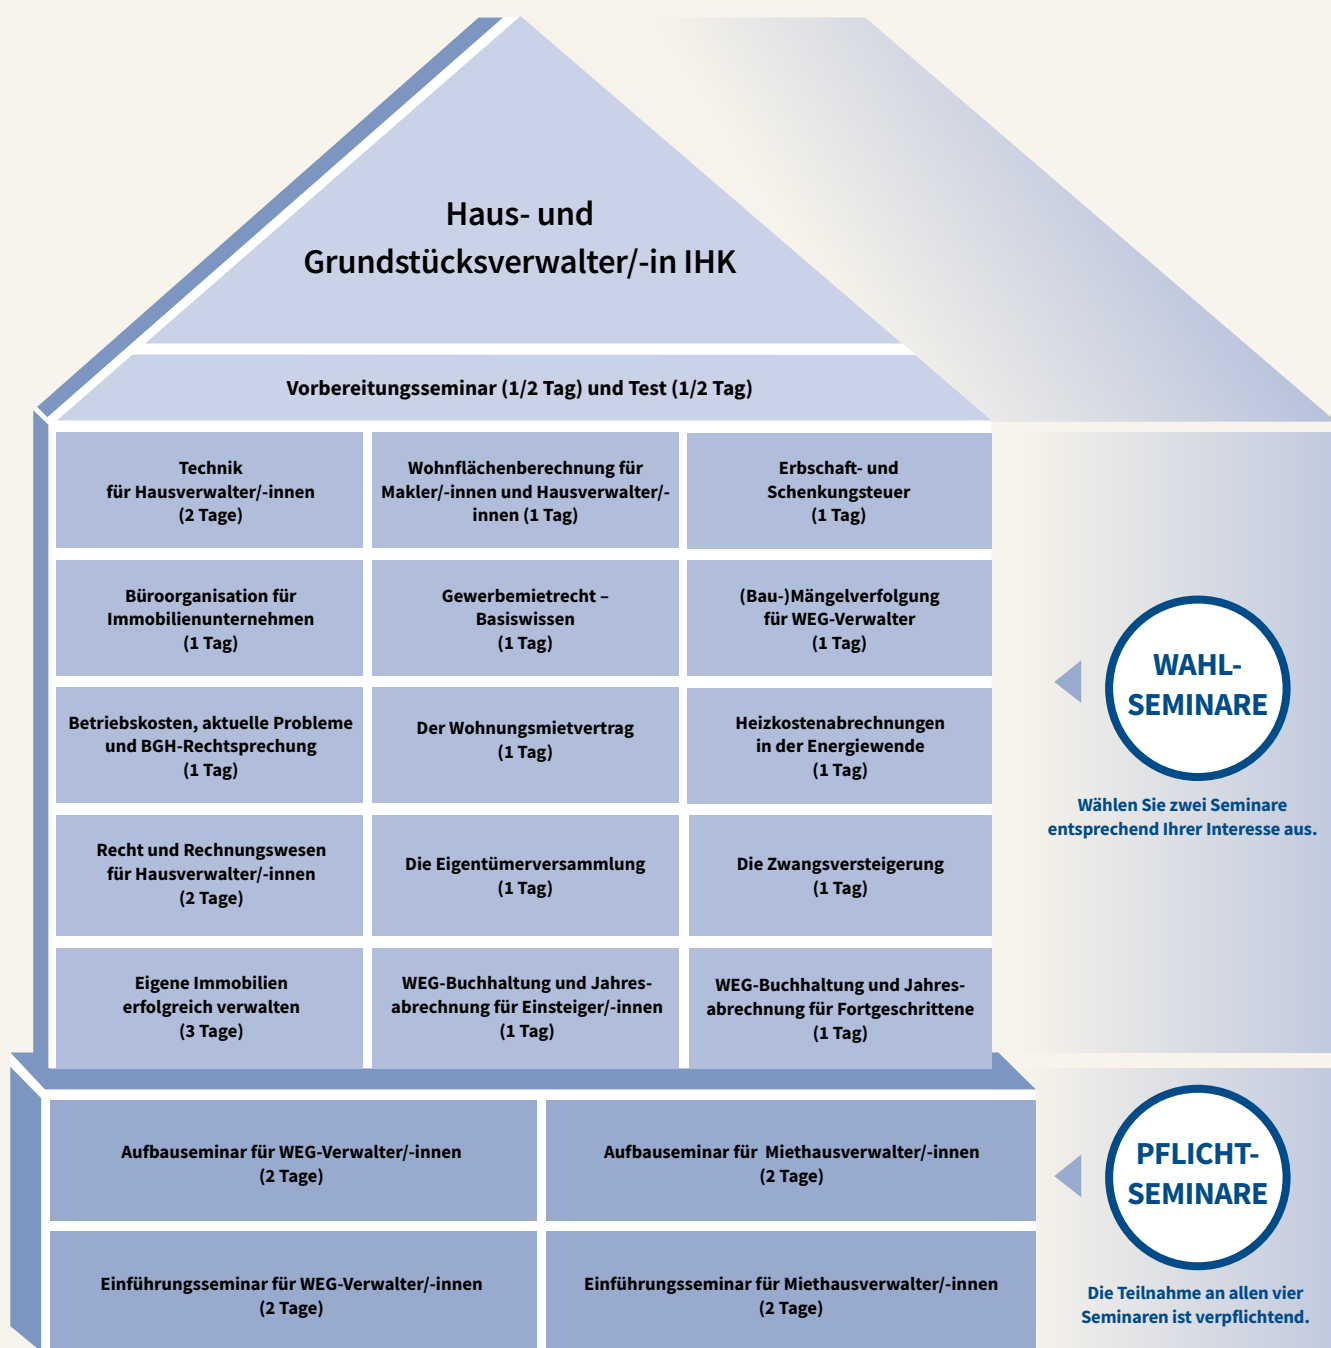 Haus- und
Grundstücksverwalter/-in IHK
Vorbereitungsseminar (1/2 Tag) und Test (1/2 Tag)
Technik
für Hausverwalter/-innen
(2 Tage)
Wohnflächenberechnung für
Makler/-innen und Hausverwalter/-
innen (1 Tag)
Erbschaft- und
Schenkungsteuer
(1 Tag)
Büroorganisation für
Immobilienunternehmen
(1 Tag)
Gewerbemietrecht –
Basiswissen
(1 Tag)
(Bau-)Mängelverfolgung
für WEG-Verwalter
(1 Tag)
Betriebskosten, aktuelle Probleme
und BGH-Rechtsprechung
(1 Tag)
Der Wohnungsmietvertrag
(1 Tag)
Heizkostenabrechnungen
in der Energiewende
(1 Tag)
Recht und Rechnungswesen
für Hausverwalter/-innen
(2 Tage)
Die Eigentümerversammlung
(1 Tag)
Die Zwangsversteigerung
(1 Tag)
Eigene Immobilien
erfolgreich verwalten
(3 Tage)
WEG-Buchhaltung und Jahres-
abrechnung für Einsteiger/-innen
(1 Tag)
WEG-Buchhaltung und Jahres-
abrechnung für Fortgeschrittene
(1 Tag)
WAHL-
SEMINARE
Wählen Sie zwei Seminare
entsprechend Ihrer Interesse aus.
Aufbauseminar für WEG-Verwalter/-innen
(2 Tage)
Aufbauseminar für Miethausverwalter/-innen
(2 Tage)
Einführungsseminar für WEG-Verwalter/-innen
(2 Tage)
Einführungsseminar für Miethausverwalter/-innen
(2 Tage)
PFLICHT-
SEMINARE
Die Teilnahme an allen vier
Seminaren ist verpflichtend.